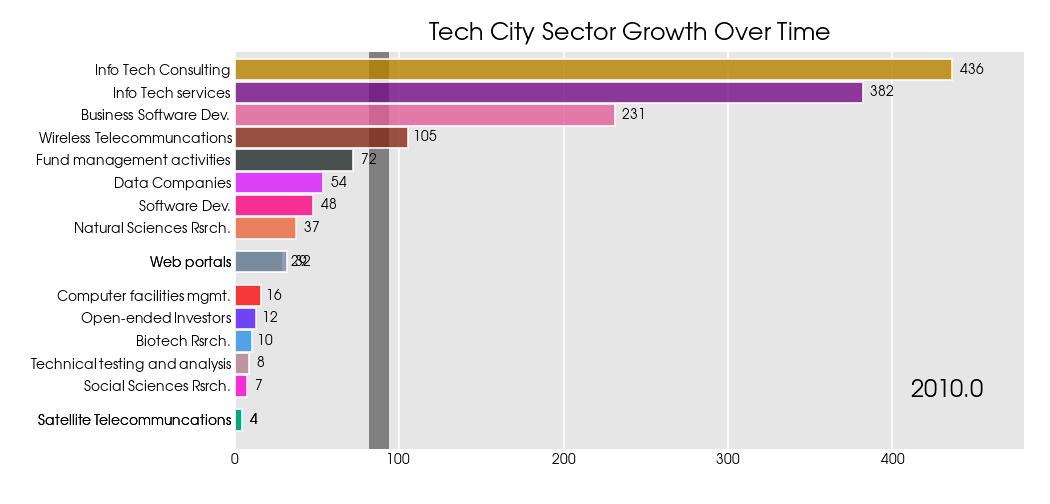 Tech City Sector Growth Over Time
Info Tech Consulting 436
Info Tech services 382
Business Software Dev. 231
Wireless Telecommuncations 105
Fund management activities 72
Data Companies 54
Software Dev. 48
Natural Sciences Rsrch. 37
Web portals 29 32
Computer facilities mgmt. 16
Open-ended Investors 12
Biotech Rsrch. 10
Technical testing and analysis 8
Social Sciences Rsrch. 7
2010.0
Satellite Telecommuncations 4
0 100 200 300 400